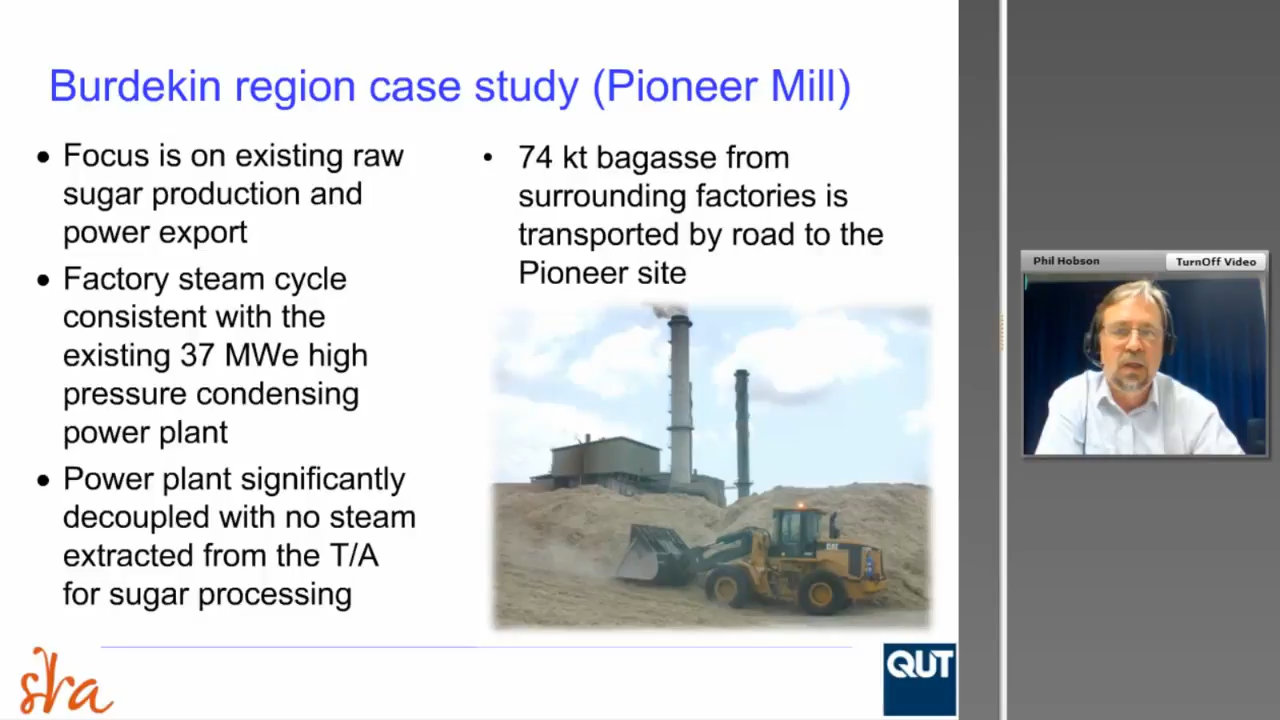 Burdekin region case study (Pioneer Mill)
• Focus is on existing raw
sugar production and
power export
• Factory steam cycle
consistent with the
existing 37 MWe high
pressure condensing
power plant
• Power plant significantly
decoupled with no steam
extracted from the T/A
for sugar processing
• 74 kt bagasse from
surrounding factories is
transported by road to the
Pioneer site
CAT
sra
QUT
Phil Hobson
TurnOff Video